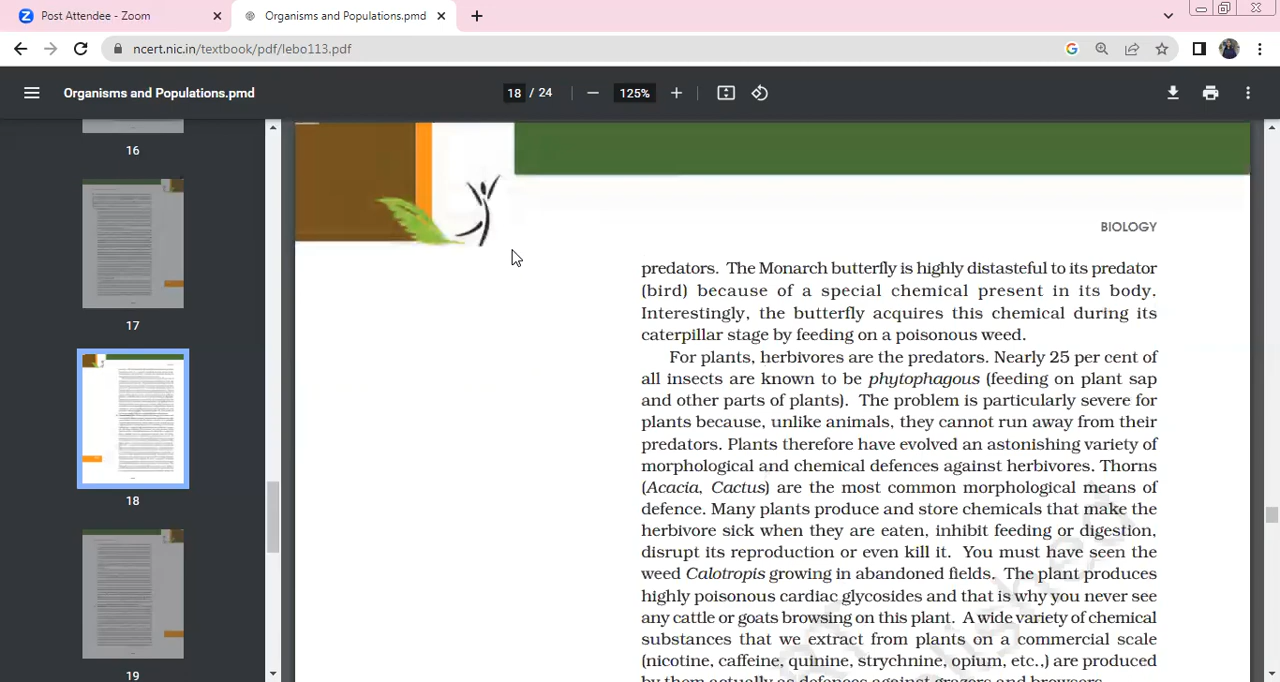 Post Attendee - Zoom
Organisms and Populations.pmd
ncert.nic.in/textbook/pdf/lebo113.pdf
Organisms and Populations.pmd
18 / 24
125%
16
17
18
19
BIOLOGY
predators. The Monarch butterfly is highly distasteful to its predator
(bird) because of a special chemical present in its body.
Interestingly, the butterfly acquires this chemical during its
caterpillar stage by feeding on a poisonous weed.
For plants, herbivores are the predators. Nearly 25 per cent of
all insects are known to be phytophagous (feeding on plant sap
and other parts of plants). The problem is particularly severe for
plants because, unlike animals, they cannot run away from their
predators. Plants therefore have evolved an astonishing variety of
morphological and chemical defences against herbivores. Thorns
(Acacia, Cactus) are the most common morphological means of
defence. Many plants produce and store chemicals that make the
herbivore sick when they are eaten, inhibit feeding or digestion,
disrupt its reproduction or even kill it. You must have seen the
weed Calotropis growing in abandoned fields. The plant produces
highly poisonous cardiac glycosides and that is why you never see
any cattle or goats browsing on this plant. A wide variety of chemical
substances that we extract from plants on a commercial scale
(nicotine, caffeine, quinine, strychnine, opium, etc.,) are produced
by them actually as defences against grazers and browsers.